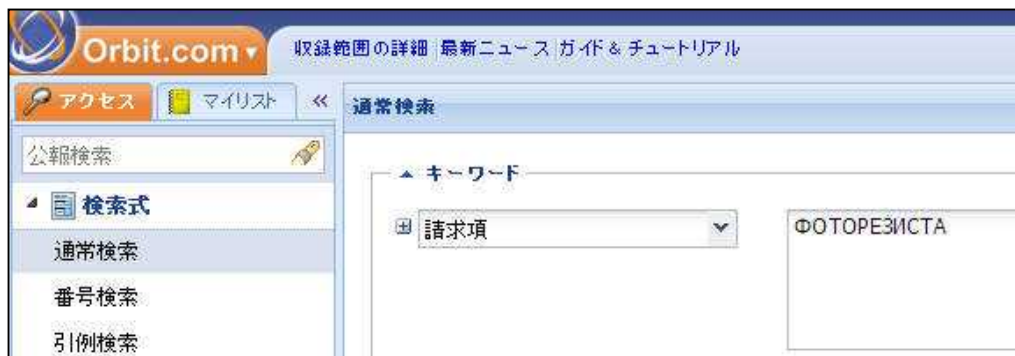 Orbit.com 収録範囲の詳細 最新ニュース ガイド & チュートリアル
アクセス マイリスト « 通常検索
公報検索
キーワード
検索式
請求項 ФОТОРЕЗИСТА
通常検索
番号検索
引例検索